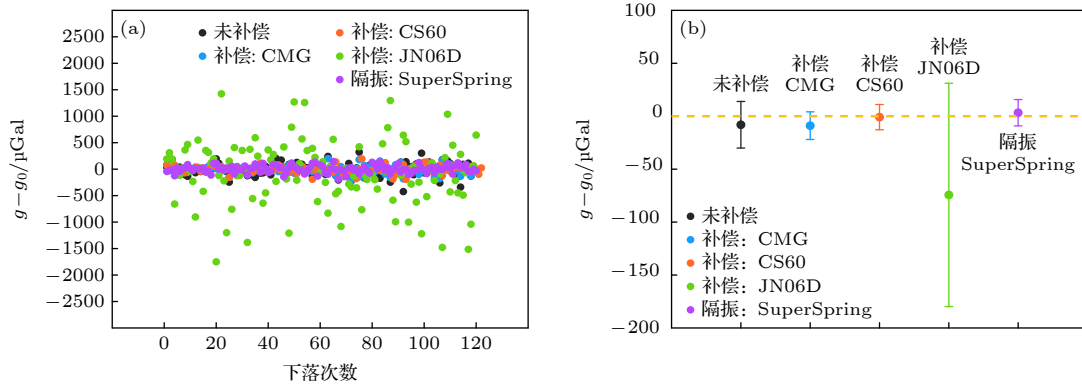 (a)
未补偿
补偿: CS60
补偿: CMG
补偿: JN06D
隔振: SuperSpring
2500
2000
1500
1000
500
0
−500
−1000
−1500
−2000
−2500
g−g0/μGal
0
20
40
60
80
100
120
下落次数
(b)
100
50
0
−50
−100
−150
−200
g−g0/μGal
未补偿
补偿
CMG
补偿
CS60
补偿
JN06D
隔振
SuperSpring
未补偿
补偿：CMG
补偿：CS60
补偿：JN06D
隔振：SuperSpring